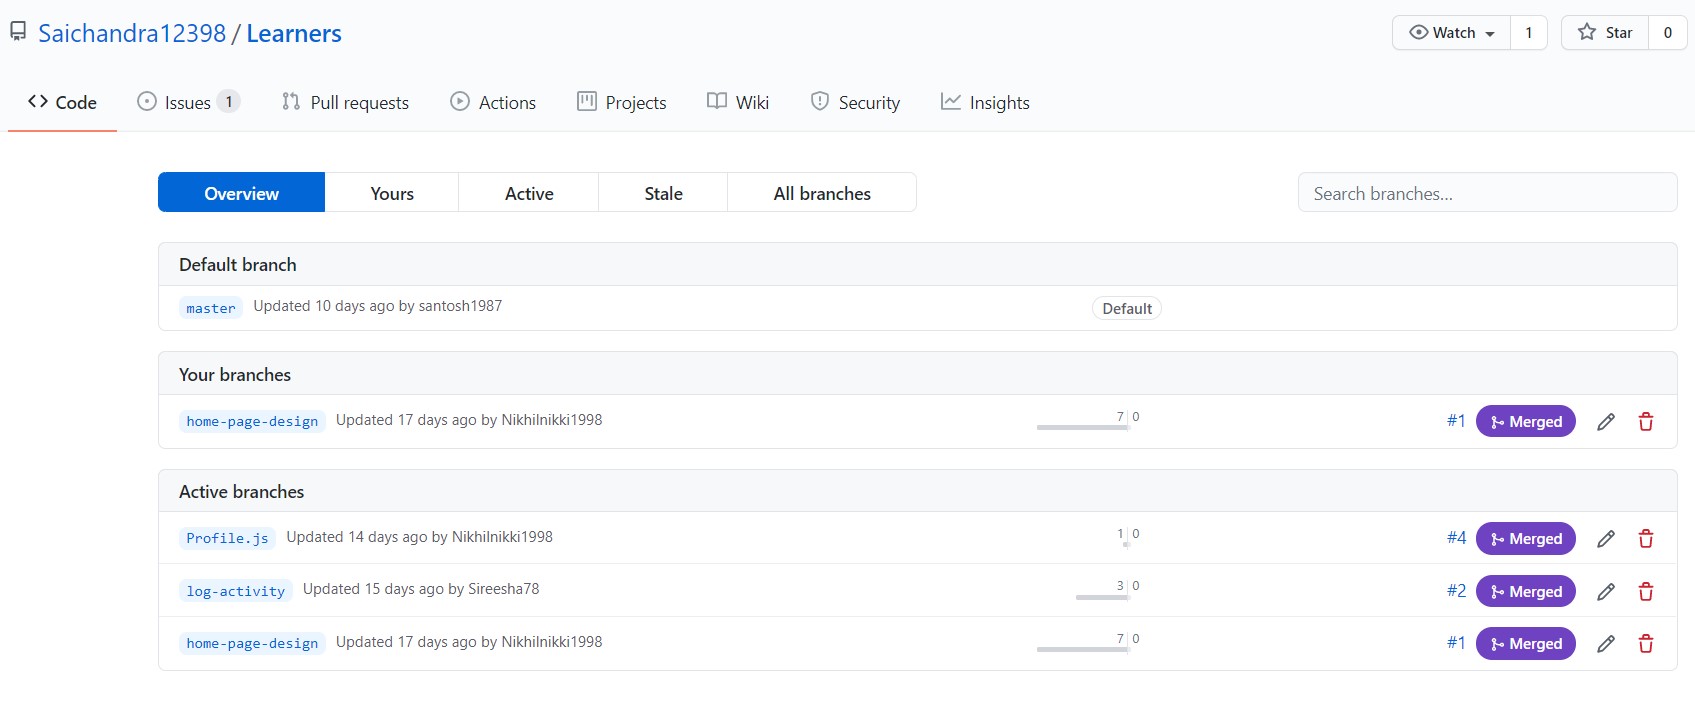 Saichandra12398 / Learners Watch 1 Star 0
Code Issues 1 Pull requests Actions Projects Wiki Security Insights
Overview Yours Active Stale All branches Search branches...
Default branch
master Updated 10 days ago by santosh1987 Default
Your branches
home-page-design Updated 17 days ago by Nikhilnikki1998 7 0 #1 Merged
Active branches
Profile.js Updated 14 days ago by Nikhilnikki1998 1 0 #4 Merged
log-activity Updated 15 days ago by Sireesha78 3 0 #2 Merged
home-page-design Updated 17 days ago by Nikhilnikki1998 7 0 #1 Merged